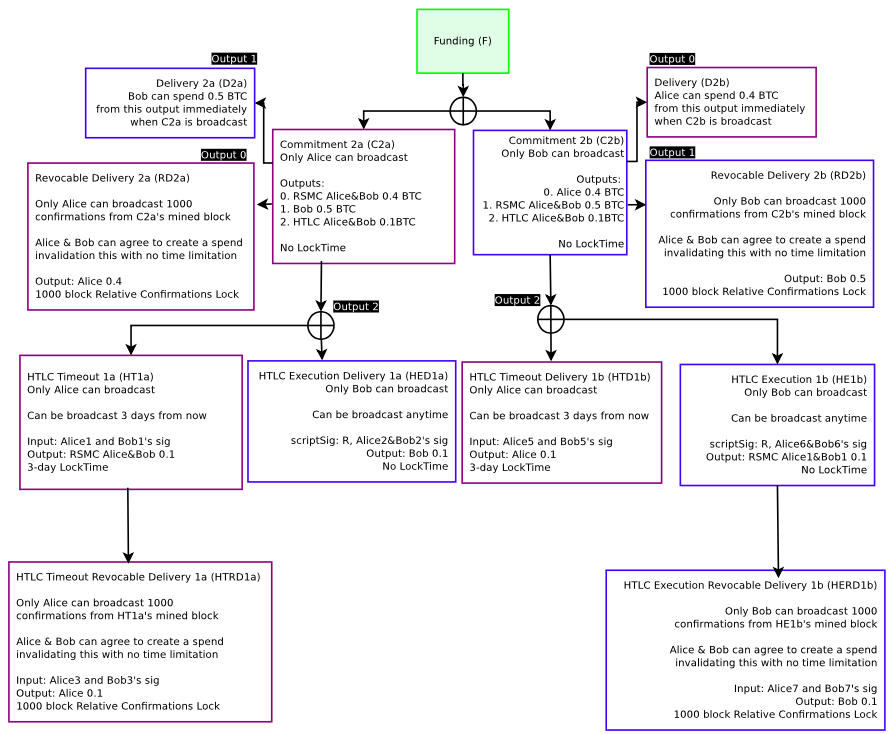 Funding (F)
Output 1
Delivery 2a (D2a)
Bob can spend 0.5 BTC
from this output immediately
when C2a is broadcast
Output 0
Delivery (D2b)
Alice can spend 0.4 BTC
from this output immediately
when C2b is broadcast
Commitment 2a (C2a)
Only Alice can broadcast
Outputs:
0. RSMC Alice&Bob 0.4 BTC
1. Bob 0.5 BTC
2. HTLC Alice&Bob 0.1BTC
No LockTime
Commitment 2b (C2b)
Only Bob can broadcast
Outputs:
0. Alice 0.4 BTC
1. RSMC Alice&Bob 0.5 BTC
2. HTLC Alice&Bob 0.1BTC
No LockTime
Output 0
Revocable Delivery 2a (RD2a)
Only Alice can broadcast 1000
confirmations from C2a's mined block
Alice & Bob can agree to create a spend
invalidation this with no time limitation
Output: Alice 0.4
1000 block Relative Confirmations Lock
Output 1
Revocable Delivery 2b (RD2b)
Only Bob can broadcast 1000
confirmations from C2b's mined block
Alice & Bob can agree to create a spend
invalidating this with no time limitation
Output: Bob 0.5
1000 block Relative Confirmations Lock
Output 2
Output 2
HTLC Timeout 1a (HT1a)
Only Alice can broadcast
Can be broadcast 3 days from now
Input: Alice1 and Bob1's sig
Output: RSMC Alice&Bob 0.1
3-day LockTime
HTLC Execution Delivery 1a (HED1a)
Only Bob can broadcast
Can be broadcast anytime
scriptSig: R, Alice2&Bob2's sig
Output: Bob 0.1
No LockTime
HTLC Timeout Delivery 1b (HTD1b)
Only Alice can broadcast
Can be broadcast 3 days from now
Input: Alice5 and Bob5's sig
Output: Alice 0.1
3-day LockTime
HTLC Execution 1b (HE1b)
Only Bob can broadcast
Can be broadcast anytime
scriptSig: R, Alice6&Bob6's sig
Output: RSMC Alice1&Bob1 0.1
No LockTime
HTLC Timeout Revocable Delivery 1a (HTRD1a)
Only Alice can broadcast 1000
confirmations from HT1a's mined block
Alice & Bob can agree to create a spend
invalidating this with no time limitation
Input: Alice3 and Bob3's sig
Output: Alice 0.1
1000 block Relative Confirmations Lock
HTLC Execution Revocable Delivery 1b (HERD1b)
Only Bob can broadcast 1000
confirmations from HE1b's mined block
Alice & Bob can agree to create a spend
invalidating this with no time limitation
Input: Alice7 and Bob7's sig
Output: Bob 0.1
1000 block Relative Confirmations Lock